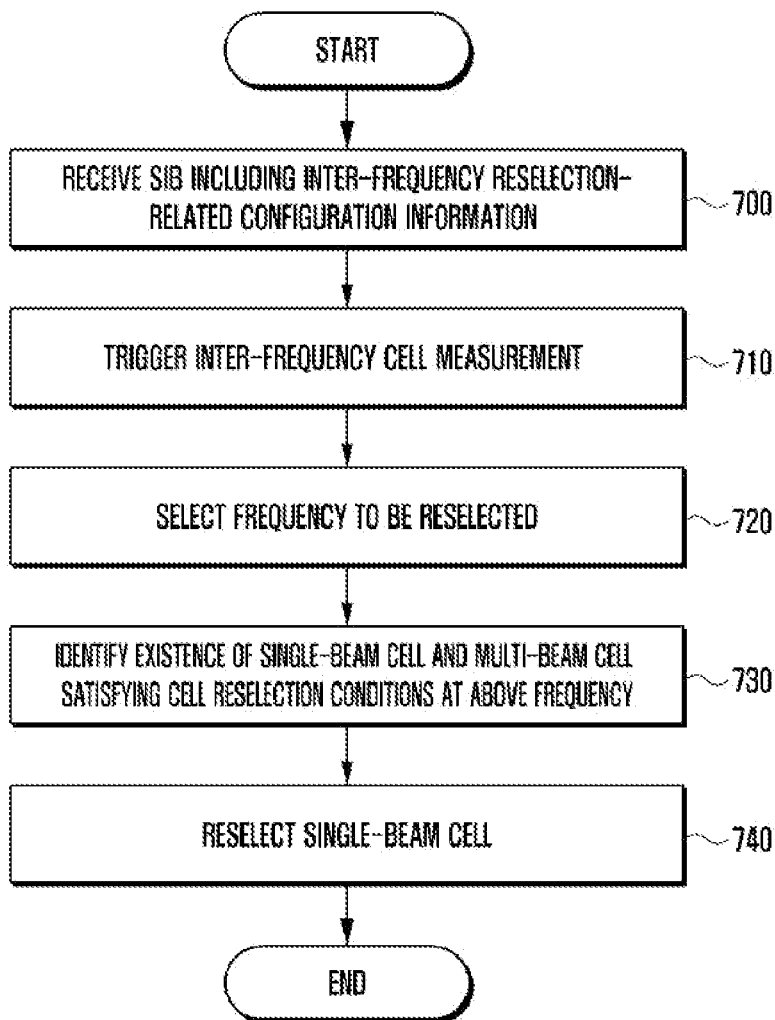 START
RECEIVE SIB INCLUDING INTER-FREQUENCY RESELECTION-
RELATED CONFIGURATION INFORMATION
700
TRIGGER INTER-FREQUENCY CELL MEASUREMENT
710
SELECT FREQUENCY TO BE RESELECTED
720
IDENTIFY EXISTENCE OF SINGLE-BEAM CELL AND MULTI-BEAM CELL
SATISFYING CELL RESELECTION CONDITIONS AT ABOVE FREQUENCY
730
RESELECT SINGLE-BEAM CELL
740
END